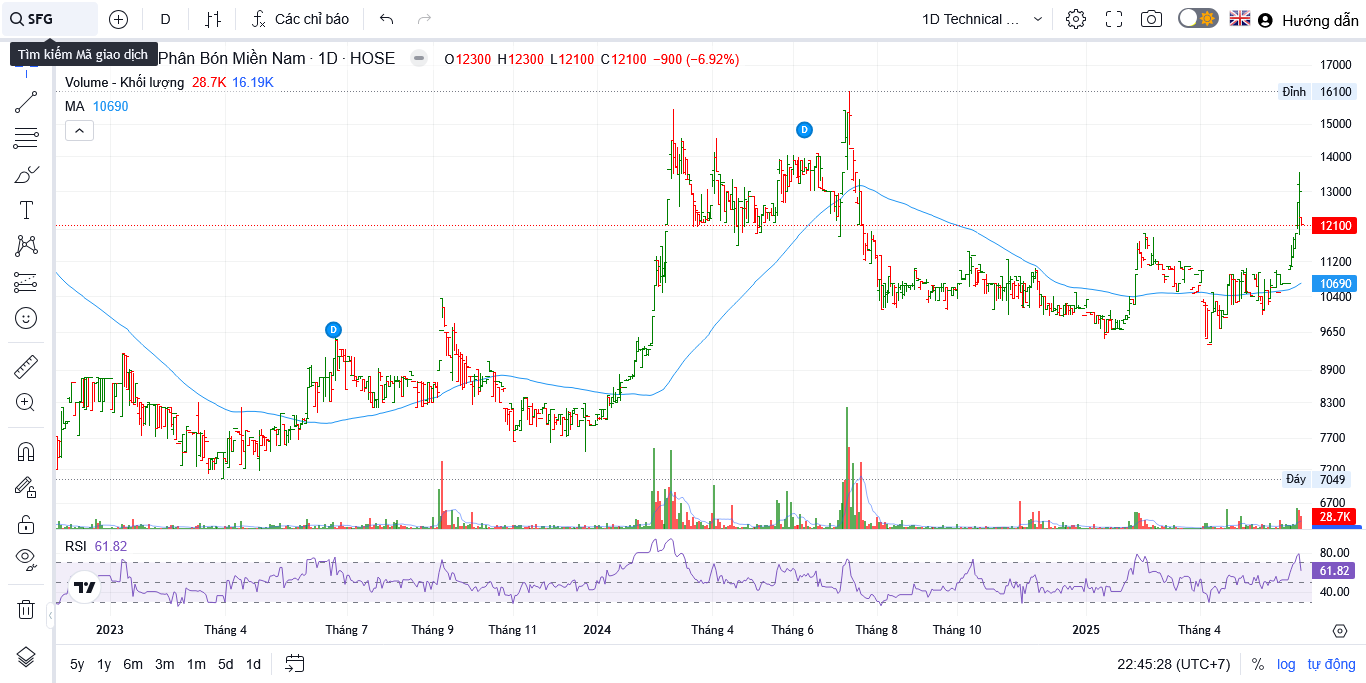 SFG
D
Các chỉ báo
1D Technical ...
Hướng dẫn
Tìm kiếm Mã giao dịch
Phân Bón Miền Nam · 1D · HOSE
O12300 H12300 L12100 C12100 −900 (−6.92%)
Volume - Khối lượng 28.7K 16.19K
MA 10690
17000
Đỉnh 16100
15000
14000
13000
12100
11200
10690
10400
9650
8900
8300
7700
7200
Đáy 7049
6700
28.7K
D
D
RSI 61.82
80.00
61.82
40.00
2023 Tháng 4 Tháng 7 Tháng 9 Tháng 11 2024 Tháng 4 Tháng 6 Tháng 8 Tháng 10 2025 Tháng 4
5y 1y 6m 3m 1m 5d 1d
22:45:28 (UTC+7) % log tự động